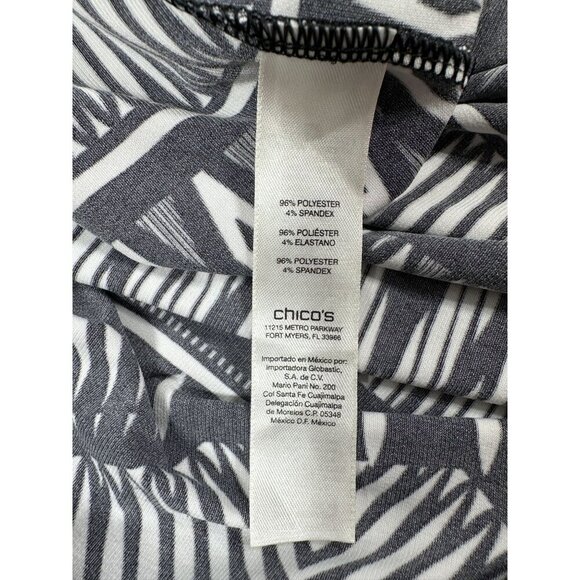 96% POLYESTER
4% SPANDEX
96% POLIÉSTER
4% ELASTANO
96% POLYESTER
4% SPANDEX
chico's
11215 METRO PARKWAY
FORT MYERS, FL 33966
Importado en México por:
importadora Globastic,
S.A. de C.V.
Mario Pani No. 200
Col Santa Fe Cuajimalpa
Delegación Cuajimalpa
de Morelos C.P. 05348
México D.F. México